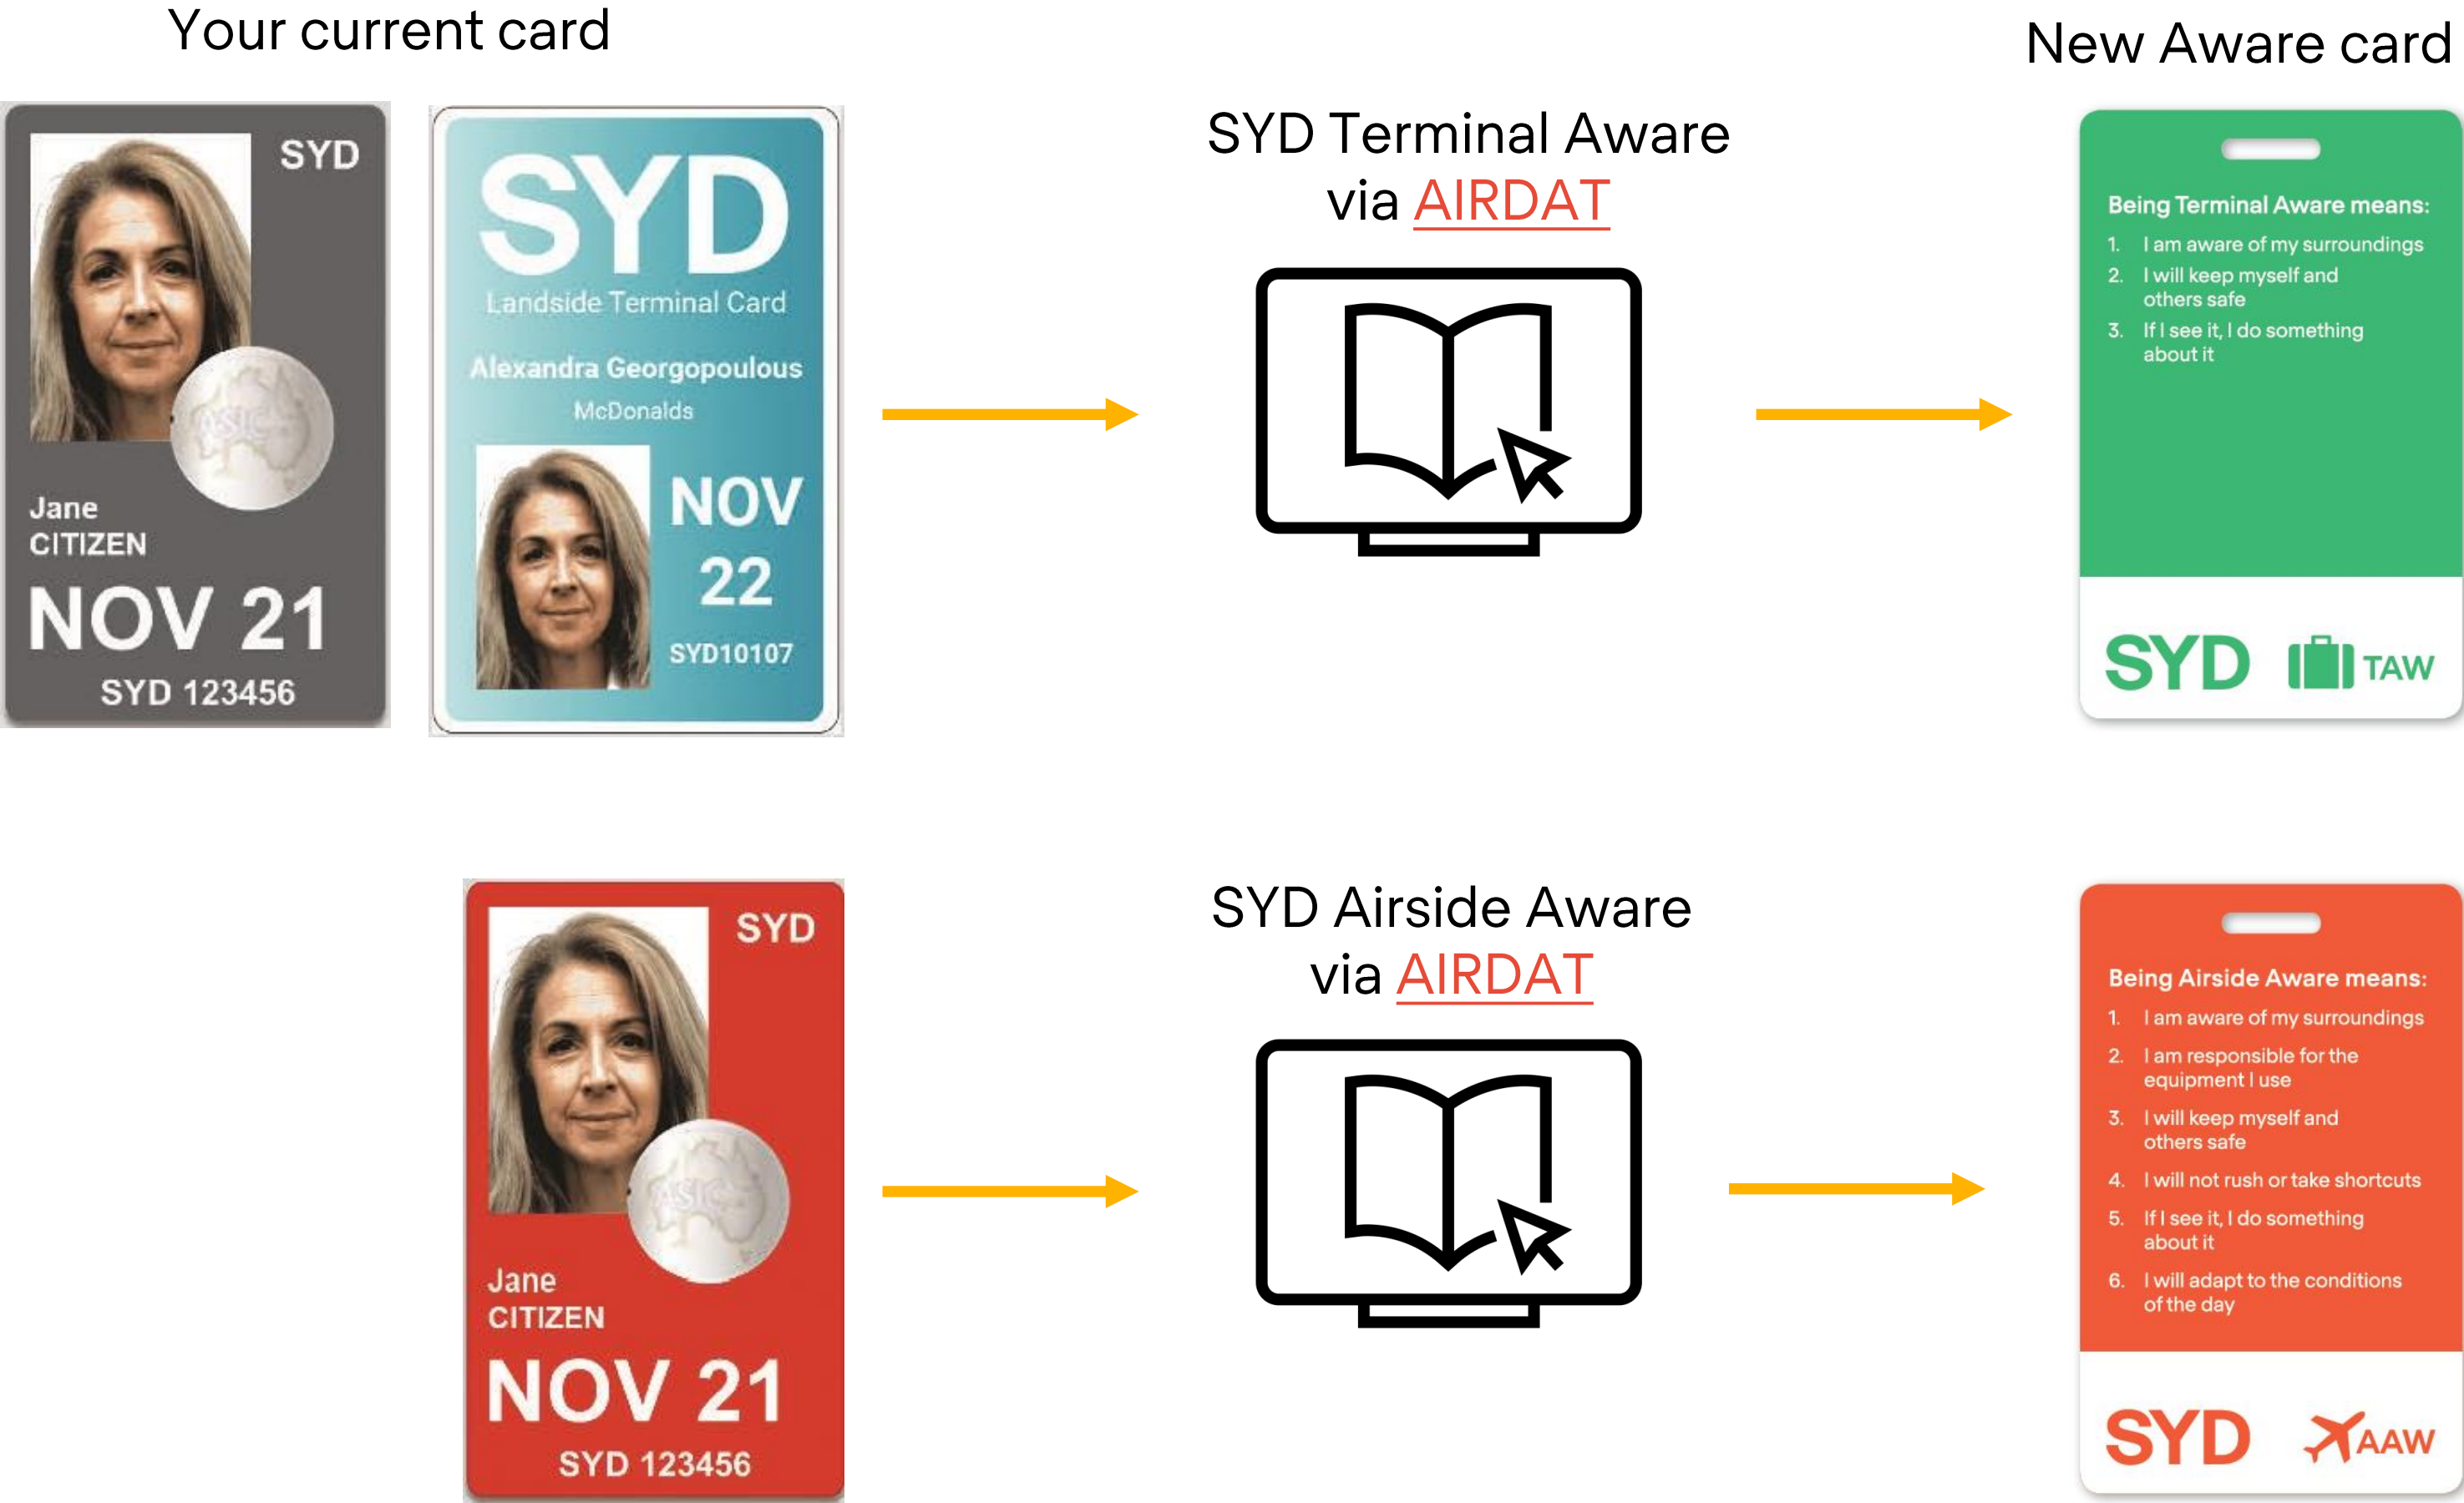 Your current card
New Aware card
SYD
Jane
CITIZEN
NOV 21
SYD 123456
ASIC
SYD
Landside Terminal Card
Alexandra Georgopoulous
McDonalds
NOV
22
SYD10107
SYD Terminal Aware
via AIRDAT
Being Terminal Aware means:
1. I am aware of my surroundings
2. I will keep myself and
others safe
3. If I see it, I do something
about it
SYD TAW
SYD
ASIC
Jane
CITIZEN
NOV 21
SYD 123456
SYD Airside Aware
via AIRDAT
Being Airside Aware means:
1. I am aware of my surroundings
2. I am responsible for the
equipment I use
3. I will keep myself and
others safe
4. I will not rush or take shortcuts
5. If I see it, I do something
about it
6. I will adapt to the conditions
of the day
SYD AAW